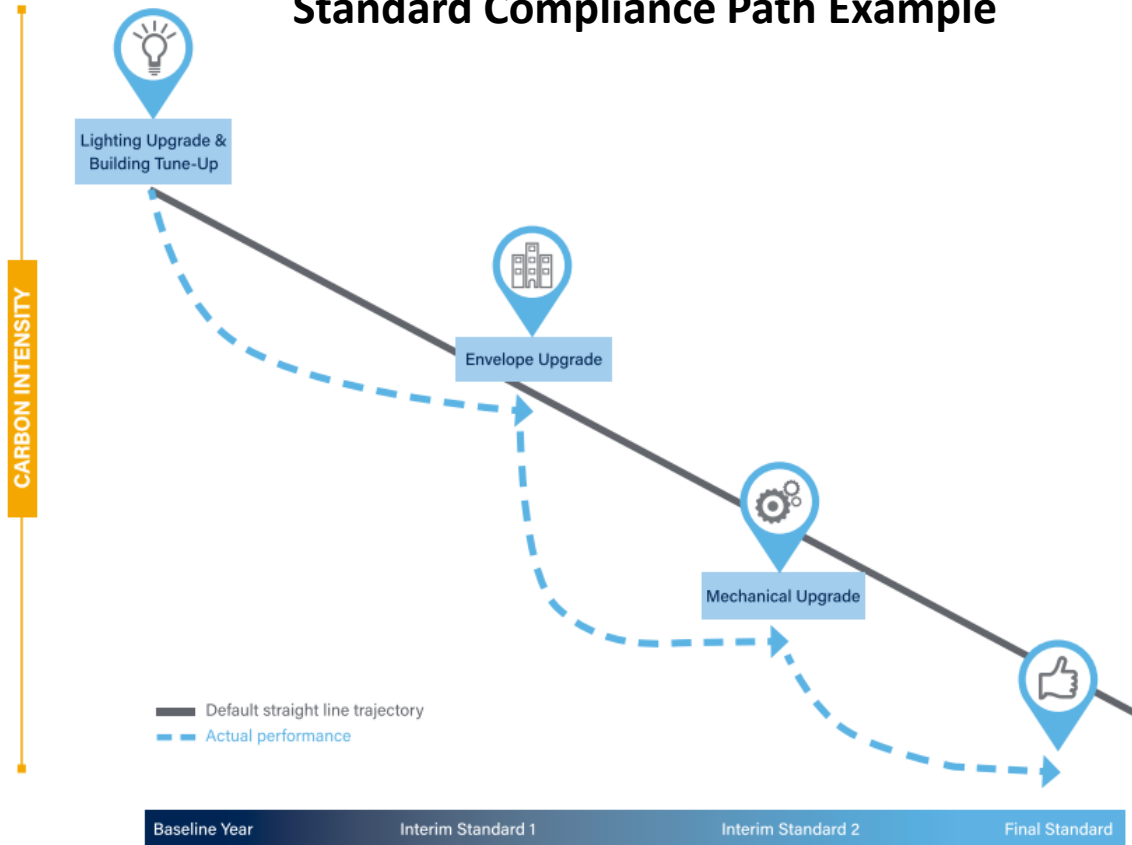 Standard Compliance Path Example
Lighting Upgrade &
Building Tune-Up
Envelope Upgrade
CARBON INTENSITY
Mechanical Upgrade
Default straight line trajectory
Actual performance
Baseline Year
Interim Standard 1
Interim Standard 2
Final Standard